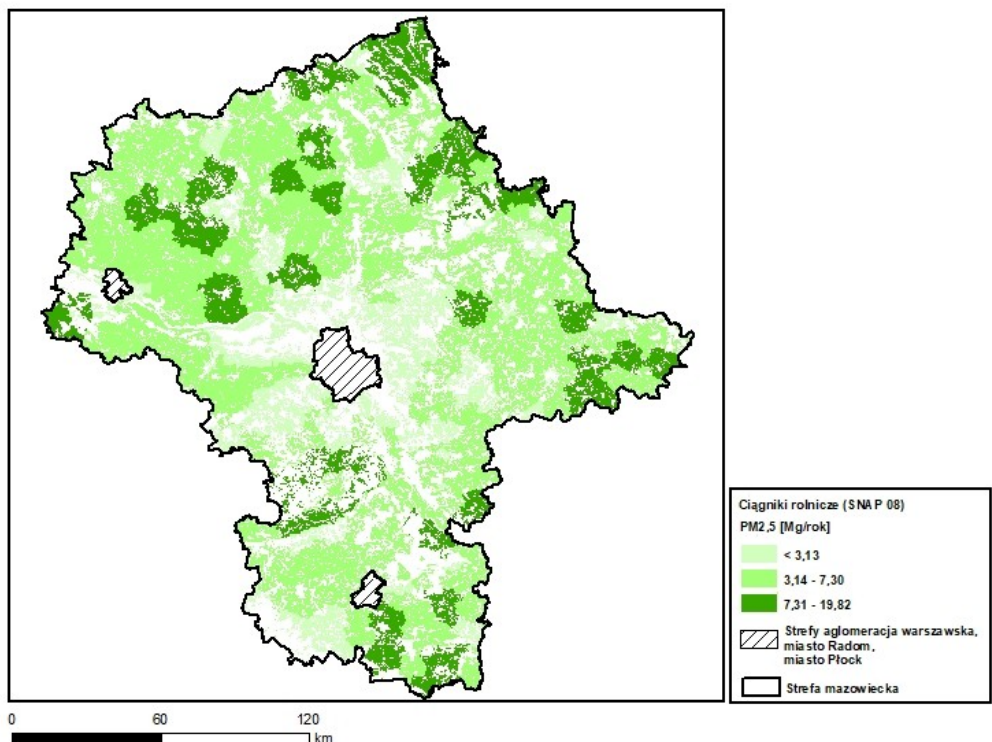 Ciągniki rolnicze (SNAP 08)
PM2,5 [Mg/rok]
< 3,13
3,14 - 7,30
7,31 - 19,82
Strefy aglomeracja warszawska,
miasto Radom,
miasto Płock
Strefa mazowiecka
0 60 120
km